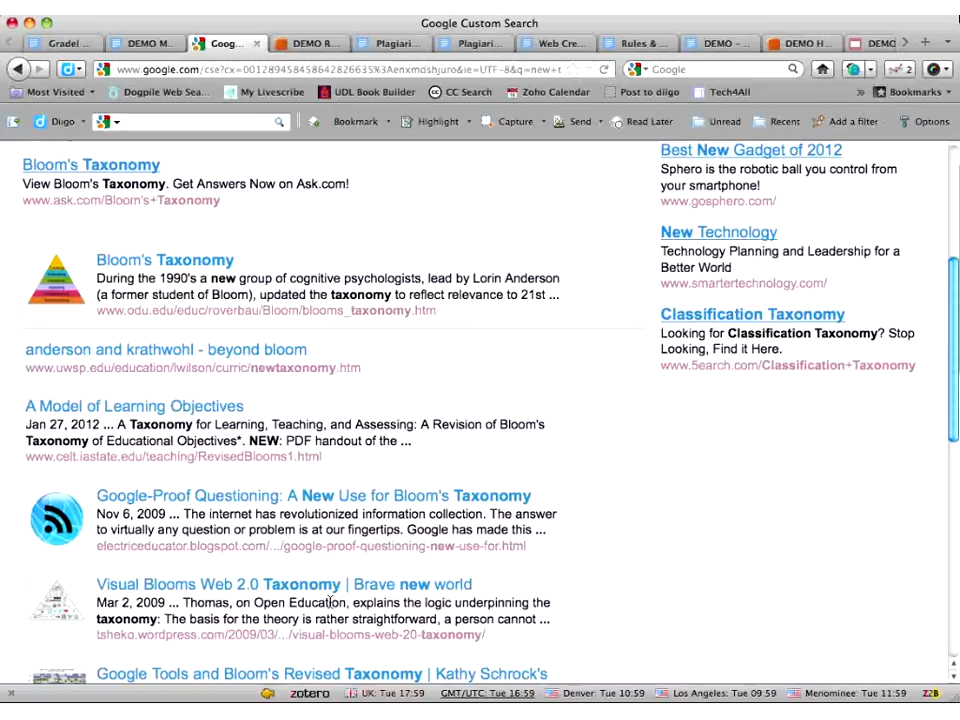 Google Custom Search
Gradel ... DEMO M... Goog... DEMO R... Plagiari... Plagiari... Web Cre... Rules & ... DEMO - ... DEMO H... DEMO
www.google.com/cse?cx=001289458458642826635%3Aenxmdshjuro&ie=UTF-8&q=new+t Google
Most Visited Dogpile Web Sea... My Livescribe UDL Book Builder CC Search Zoho Calendar Post to diigo Tech4All » Bookmarks
Diigo Bookmark Highlight Capture Send Read Later Unread Recent Add a filter Options
Bloom's Taxonomy
View Bloom's Taxonomy. Get Answers Now on Ask.com!
www.ask.com/Bloom's+Taxonomy
Bloom's Taxonomy
During the 1990's a new group of cognitive psychologists, lead by Lorin Anderson
(a former student of Bloom), updated the taxonomy to reflect relevance to 21st ...
www.odu.edu/educ/roverbau/Bloom/blooms_taxonomy.htm
anderson and krathwohl - beyond bloom
www.uwsp.edu/education/lwilson/curric/newtaxonomy.htm
A Model of Learning Objectives
Jan 27, 2012 ... A Taxonomy for Learning, Teaching, and Assessing: A Revision of Bloom's
Taxonomy of Educational Objectives*. NEW: PDF handout of the ...
www.celt.iastate.edu/teaching/RevisedBlooms1.html
Google-Proof Questioning: A New Use for Bloom's Taxonomy
Nov 6, 2009 ... The internet has revolutionized information collection. The answer
to virtually any question or problem is at our fingertips. Google has made this ...
electriceducator.blogspot.com/.../google-proof-questioning-new-use-for.html
Visual Blooms Web 2.0 Taxonomy | Brave new world
Mar 2, 2009 ... Thomas, on Open Education, explains the logic underpinning the
taxonomy: The basis for the theory is rather straightforward, a person cannot ...
tsheko.wordpress.com/2009/03/.../visual-blooms-web-20-taxonomy/
Google Tools and Bloom's Revised Taxonomy | Kathy Schrock's
Best New Gadget of 2012
Sphero is the robotic ball you control from
your smartphone!
www.gosphero.com/
New Technology
Technology Planning and Leadership for a
Better World
www.smartertechnology.com/
Classification Taxonomy
Looking for Classification Taxonomy? Stop
Looking, Find it Here.
www.5earch.com/Classification+Taxonomy
zotero UK: Tue 17:59 GMT/UTC: Tue 16:59 Denver: Tue 10:59 Los Angeles: Tue 09:59 Menominee: Tue 11:59